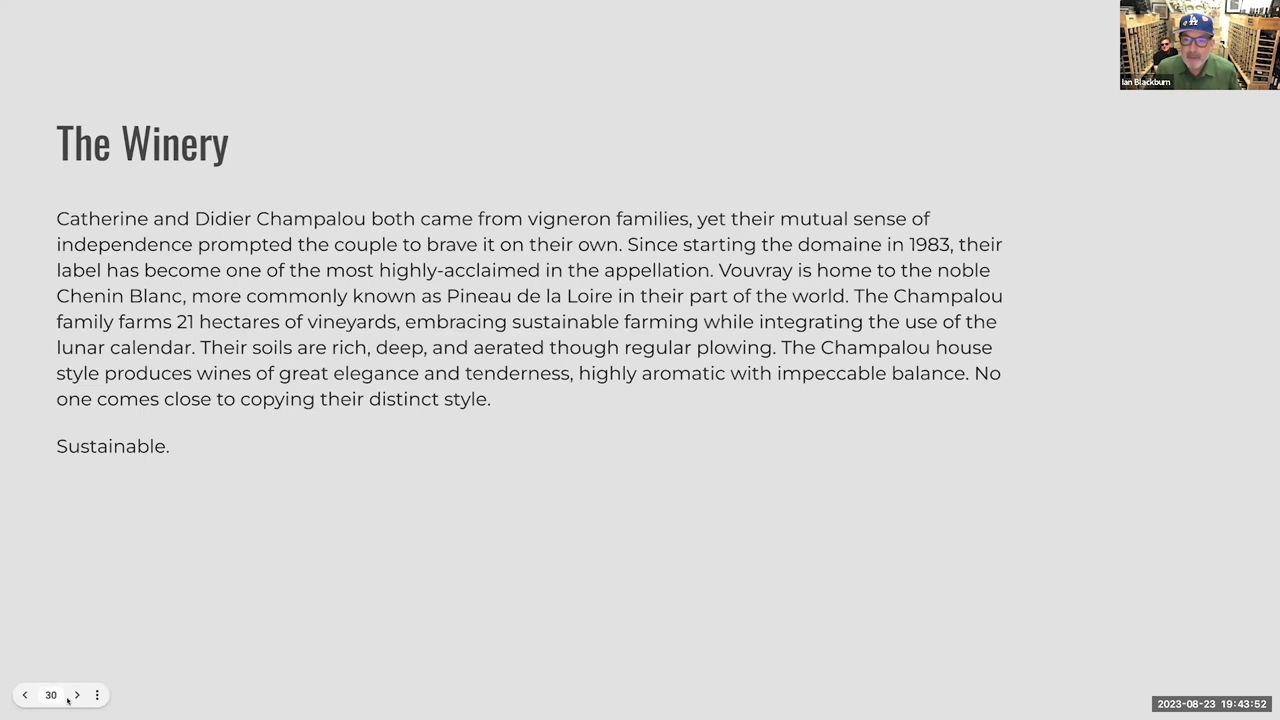 LA
Ian Blackburn
The Winery
Catherine and Didier Champalou both came from vigneron families, yet their mutual sense of
independence prompted the couple to brave it on their own. Since starting the domaine in 1983, their
label has become one of the most highly-acclaimed in the appellation. Vouvray is home to the noble
Chenin Blanc, more commonly known as Pineau de la Loire in their part of the world. The Champalou
family farms 21 hectares of vineyards, embracing sustainable farming while integrating the use of the
lunar calendar. Their soils are rich, deep, and aerated though regular plowing. The Champalou house
style produces wines of great elegance and tenderness, highly aromatic with impeccable balance. No
one comes close to copying their distinct style.
Sustainable.
30
2023-08-23 19:43:52